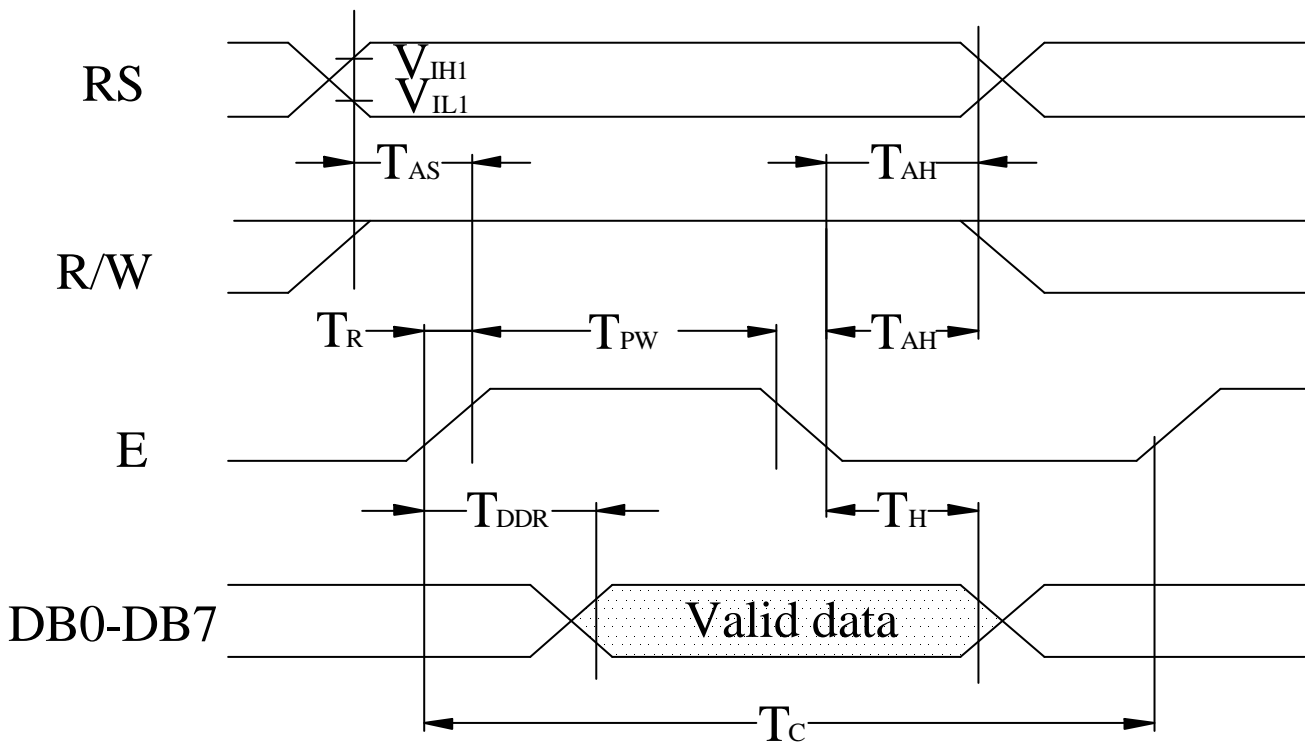 RS
VIH1
VIL1
TAS
TAH
R/W
TR
TPW
TAH
E
TDDR
TH
DB0-DB7
Valid data
TC